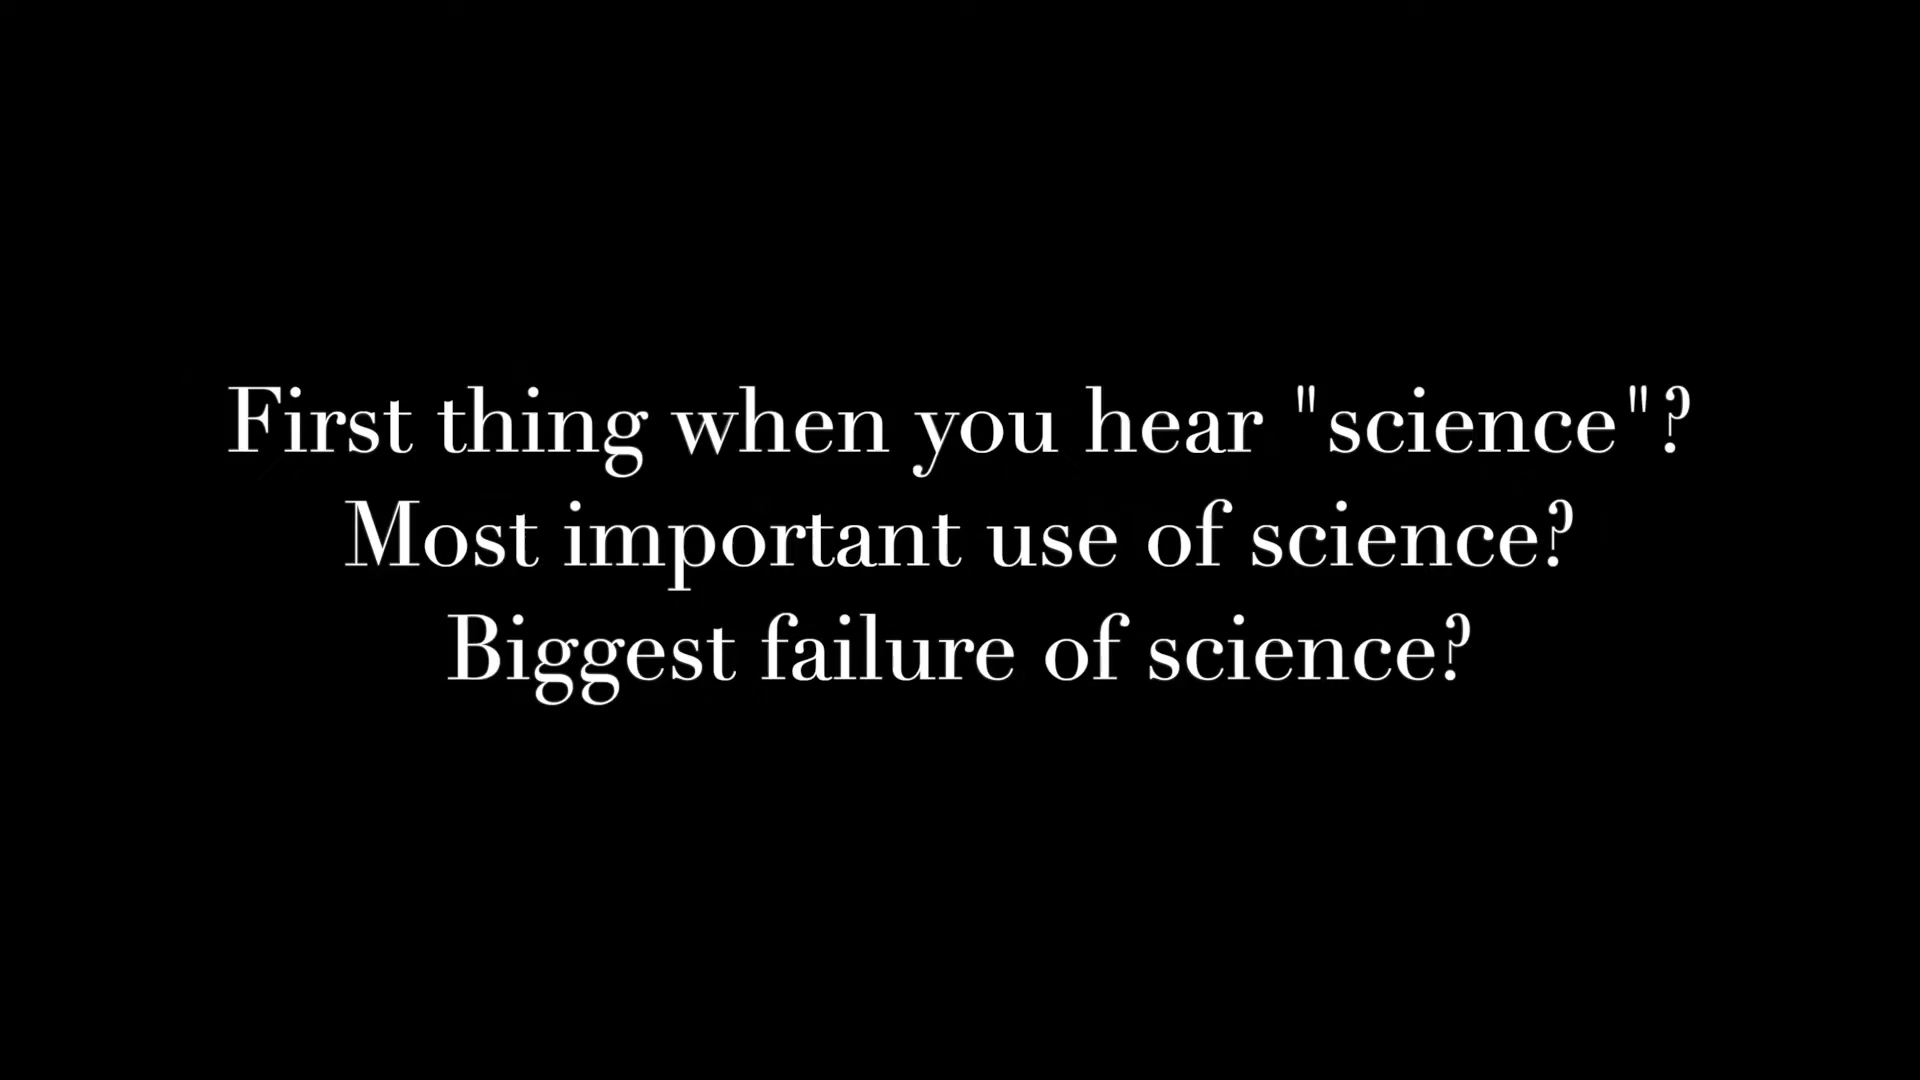 First thing when you hear "science"?
Most important use of science?
Biggest failure of science?